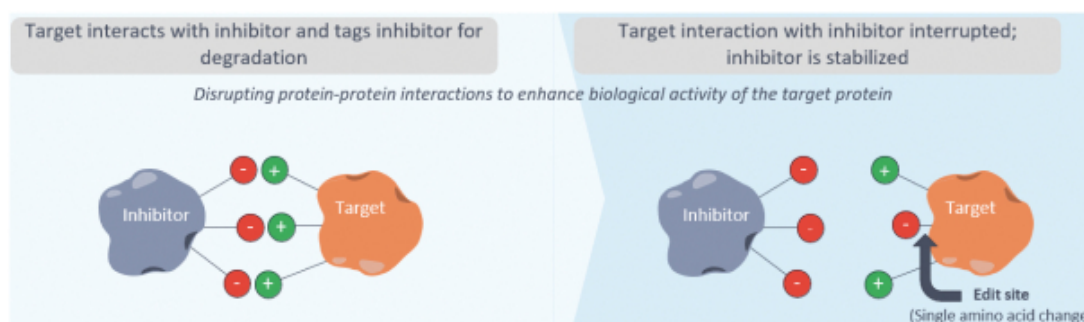 Target interacts with inhibitor and tags inhibitor for
degradation
Target interaction with inhibitor interrupted;
inhibitor is stabilized
Disrupting protein-protein interactions to enhance biological activity of the target protein
Inhibitor
- +
- +
- +
Target
Inhibitor
-
-
-
+
-
+
Target
Edit site
(Single amino acid change